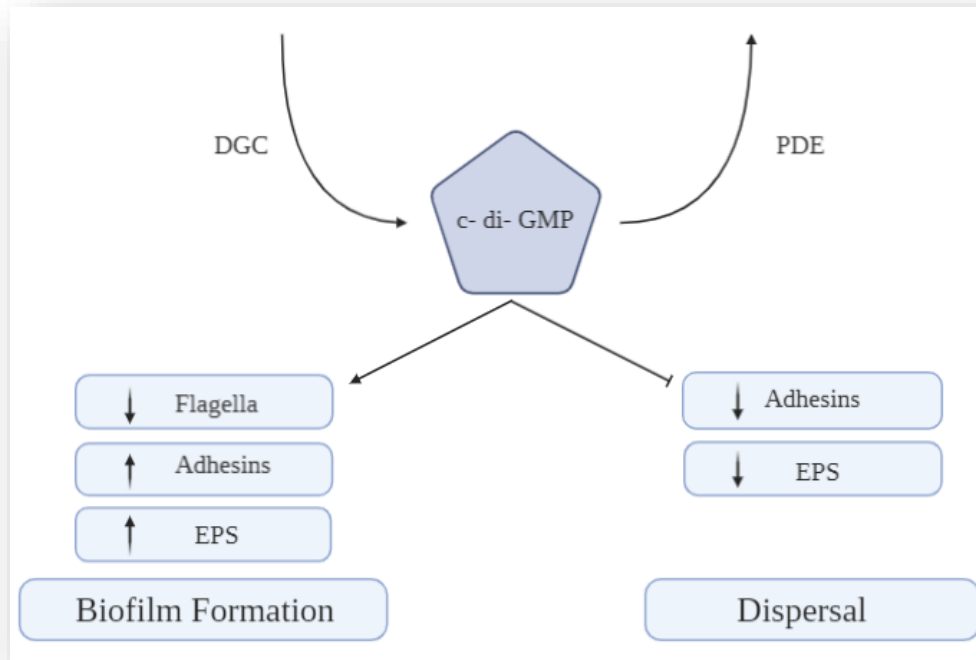 DGC
PDE
c- di- GMP
Flagella
Adhesins
EPS
Biofilm Formation
Adhesins
EPS
Dispersal